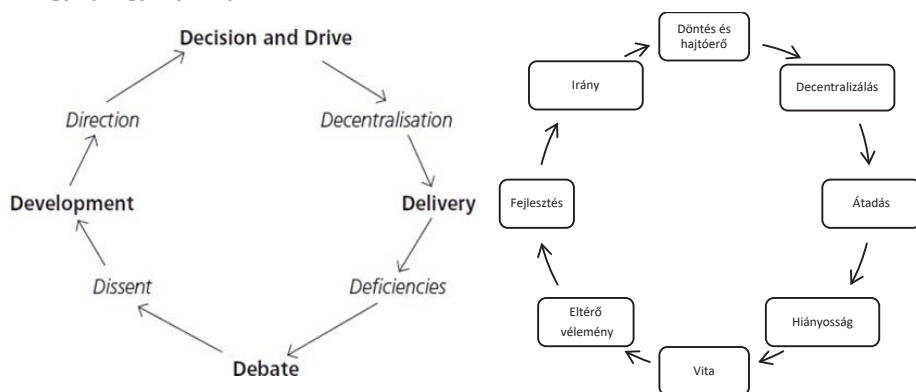 Decision and Drive
Direction
Decentralisation
Development
Delivery
Dissent
Deficiencies
Debate
Döntés és
hajtóerő
Irány
Decentralizálás
Fejlesztés
Átadás
Eltérő
vélemény
Hiányosság
Vita